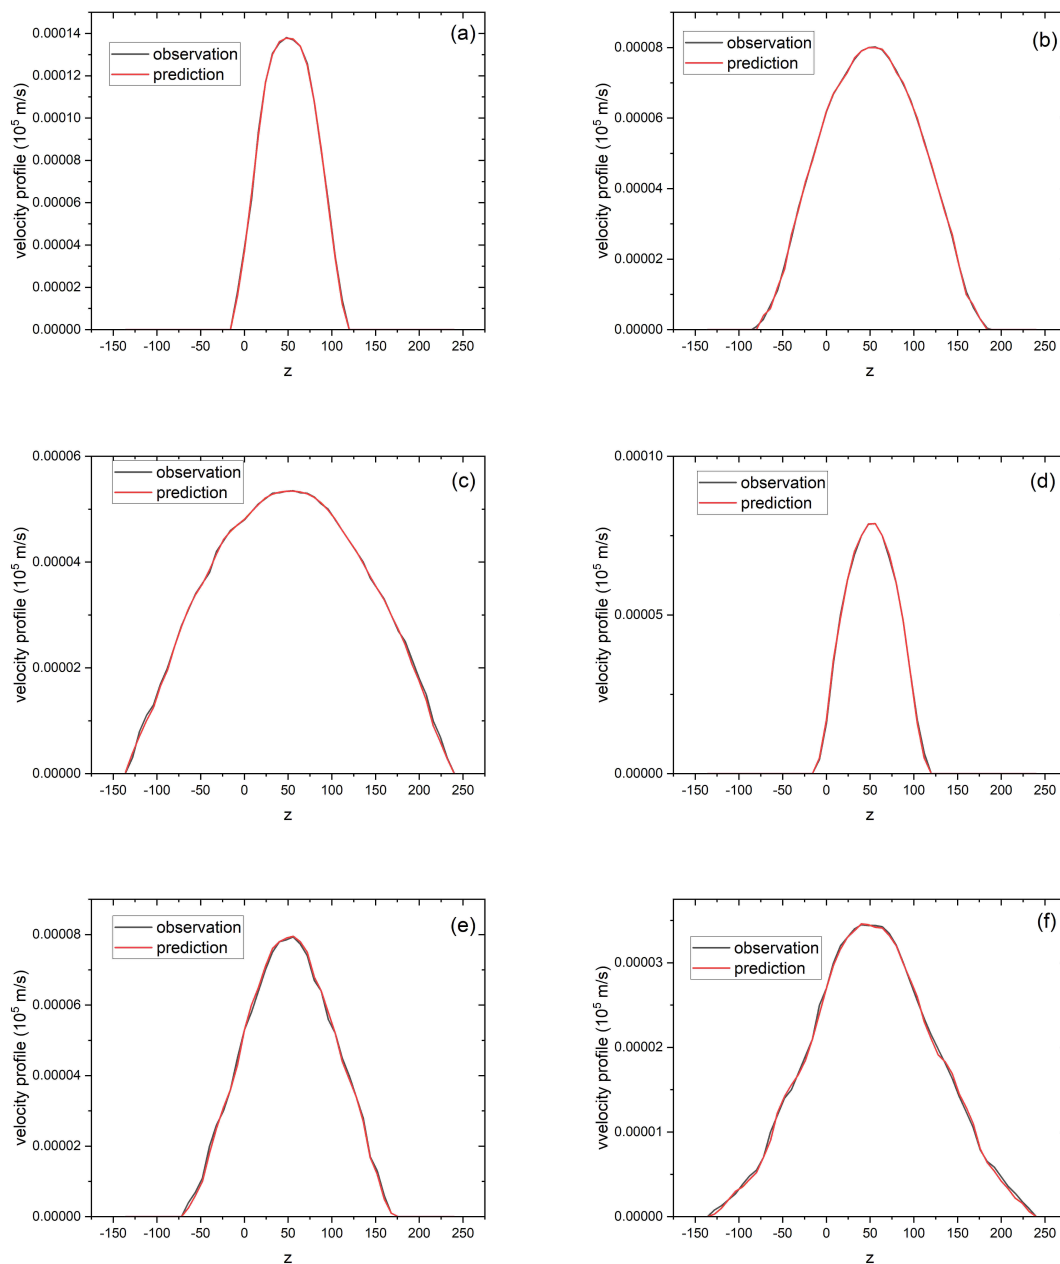 (a)
observation
prediction
velocity profile (10⁵ m/s)
0.00014
0.00012
0.00010
0.00008
0.00006
0.00004
0.00002
0.00000
-150 -100 -50 0 50 100 150 200 250
z
(b)
observation
prediction
velocity profile (10⁵ m/s)
0.00008
0.00006
0.00004
0.00002
0.00000
-150 -100 -50 0 50 100 150 200 250
z
(c)
observation
prediction
velocity profile (10⁵ m/s)
0.00006
0.00004
0.00002
0.00000
-150 -100 -50 0 50 100 150 200 250
z
(d)
observation
prediction
velocity profile (10⁵ m/s)
0.00010
0.00005
0.00000
-150 -100 -50 0 50 100 150 200 250
z
(e)
observation
prediction
velocity profile (10⁵ m/s)
0.00008
0.00006
0.00004
0.00002
0.00000
-150 -100 -50 0 50 100 150 200 250
z
(f)
observation
prediction
vvelocity profile (10⁵ m/s)
0.00003
0.00002
0.00001
0.00000
-150 -100 -50 0 50 100 150 200 250
z